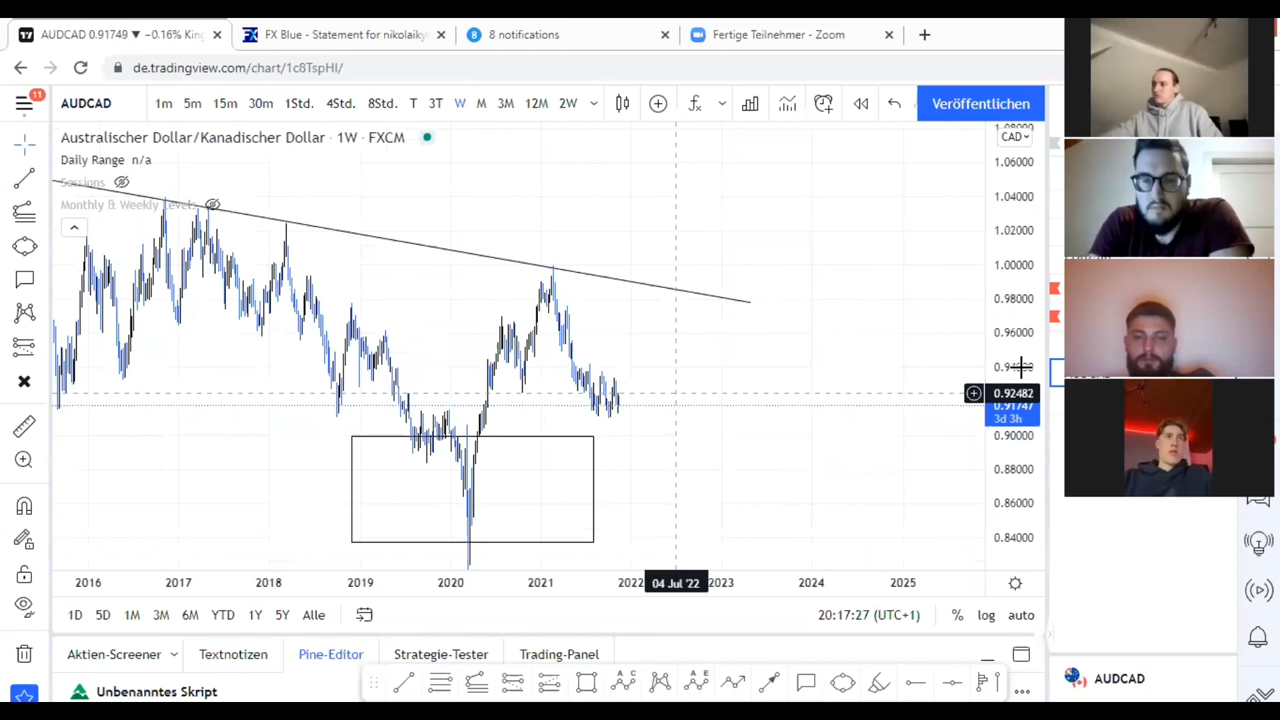 AUDCAD 0.91749 ▼ −0.16% Kin
FX Blue - Statement for nikolaiky
8 notifications
Fertige Teilnehmer - Zoom
de.tradingview.com/chart/1c8TspHI/
11
AUDCAD
1m 5m 15m 30m 1Std. 4Std. 8Std. T 3T W M 3M 12M 2W
Veröffentlichen
Australischer Dollar/Kanadischer Dollar · 1W · FXCM
Daily Range n/a
Sessions
Monthly & Weekly Levels
1.08000
CAD
1.06000
1.04000
1.02000
1.00000
0.98000
0.96000
0.92482
0.91747
3d 3h
0.90000
0.88000
0.86000
0.84000
2016 2017 2018 2019 2020 2021 2022 04 Jul '22 2023 2024 2025
1D 5D 1M 3M 6M YTD 1Y 5Y Alle
20:17:27 (UTC+1) % log auto
Aktien-Screener Textnotizen Pine-Editor Strategie-Tester Trading-Panel
Unbenanntes Skript
AUDCAD